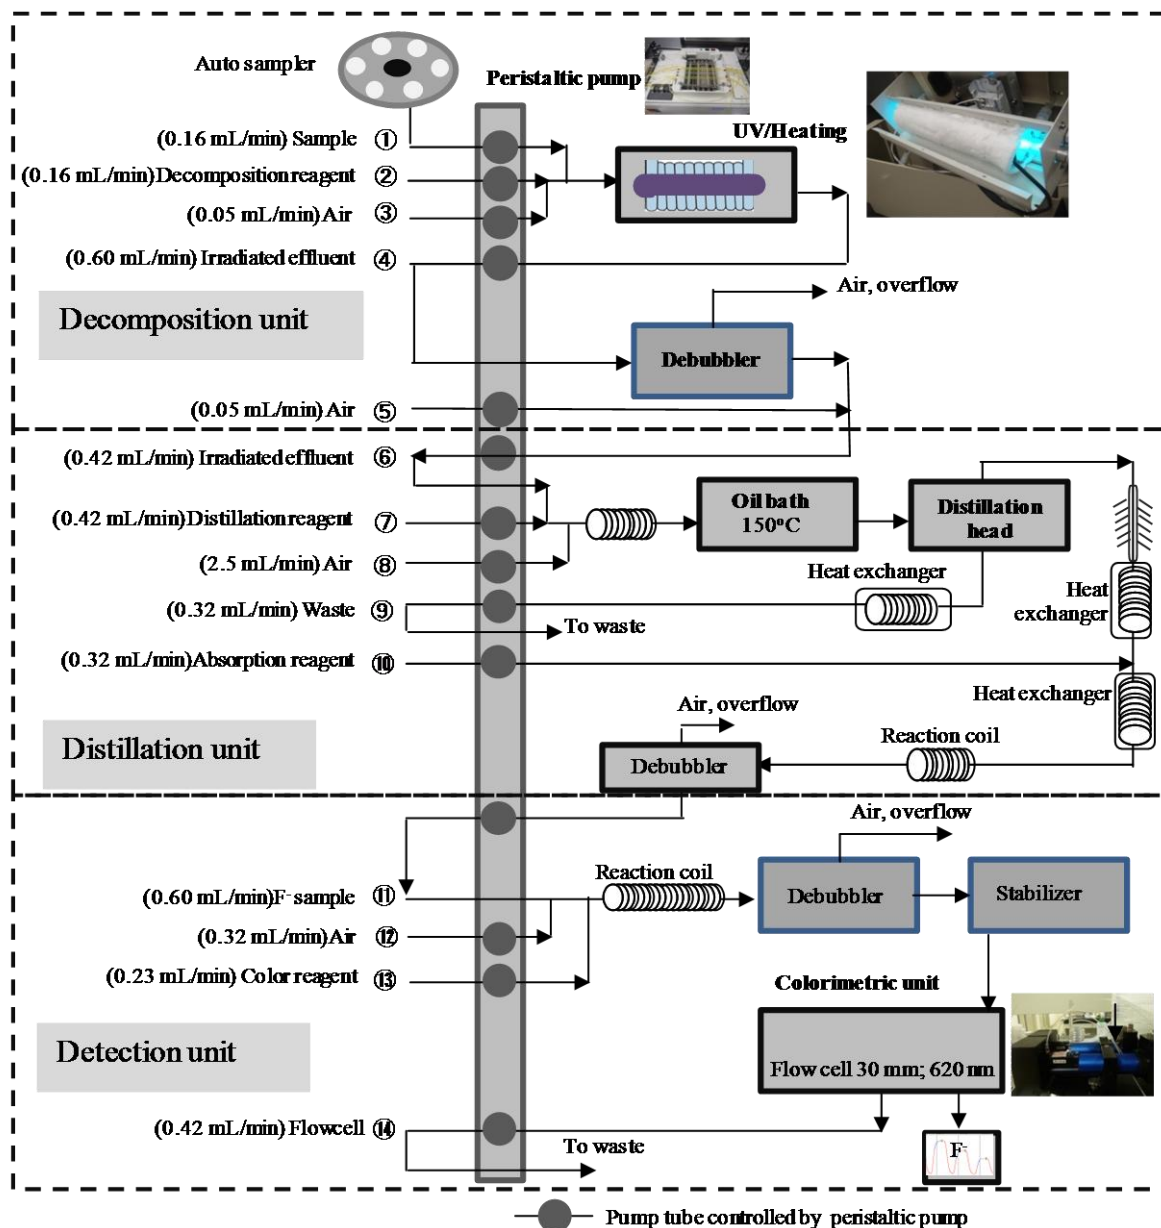 Auto sampler
Peristaltic pump
UV/Heating
(0.16 mL/min) Sample ①
(0.16 mL/min)Decomposition reagent ②
(0.05 mL/min) Air ③
(0.60 mL/min) Irradiated effluent ④
Air, overflow
Decomposition unit
Debubbler
(0.05 mL/min) Air ⑤
(0.42 mL/min) Irradiated effluent ⑥
Oil bath
150°C
Distillation
head
(0.42 mL/min)Distillation reagent ⑦
(2.5 mL/min) Air ⑧
Heat exchanger
Heat
exchanger
(0.32 mL/min) Waste ⑨
To waste
(0.32 mL/min)Absorption reagent ⑩
Heat exchanger
Air, overflow
Distillation unit
Reaction coil
Debubbler
Air, overflow
Reaction coil
(0.60 mL/min)F- sample ⑪
Debubbler
Stabilizer
(0.32 mL/min)Air ⑫
(0.23 mL/min) Color reagent ⑬
Colorimetric unit
Detection unit
Flow cell 30 mm; 620 nm
(0.42 mL/min) Flowcell ⑭
To waste
F-
Pump tube controlled by peristaltic pump